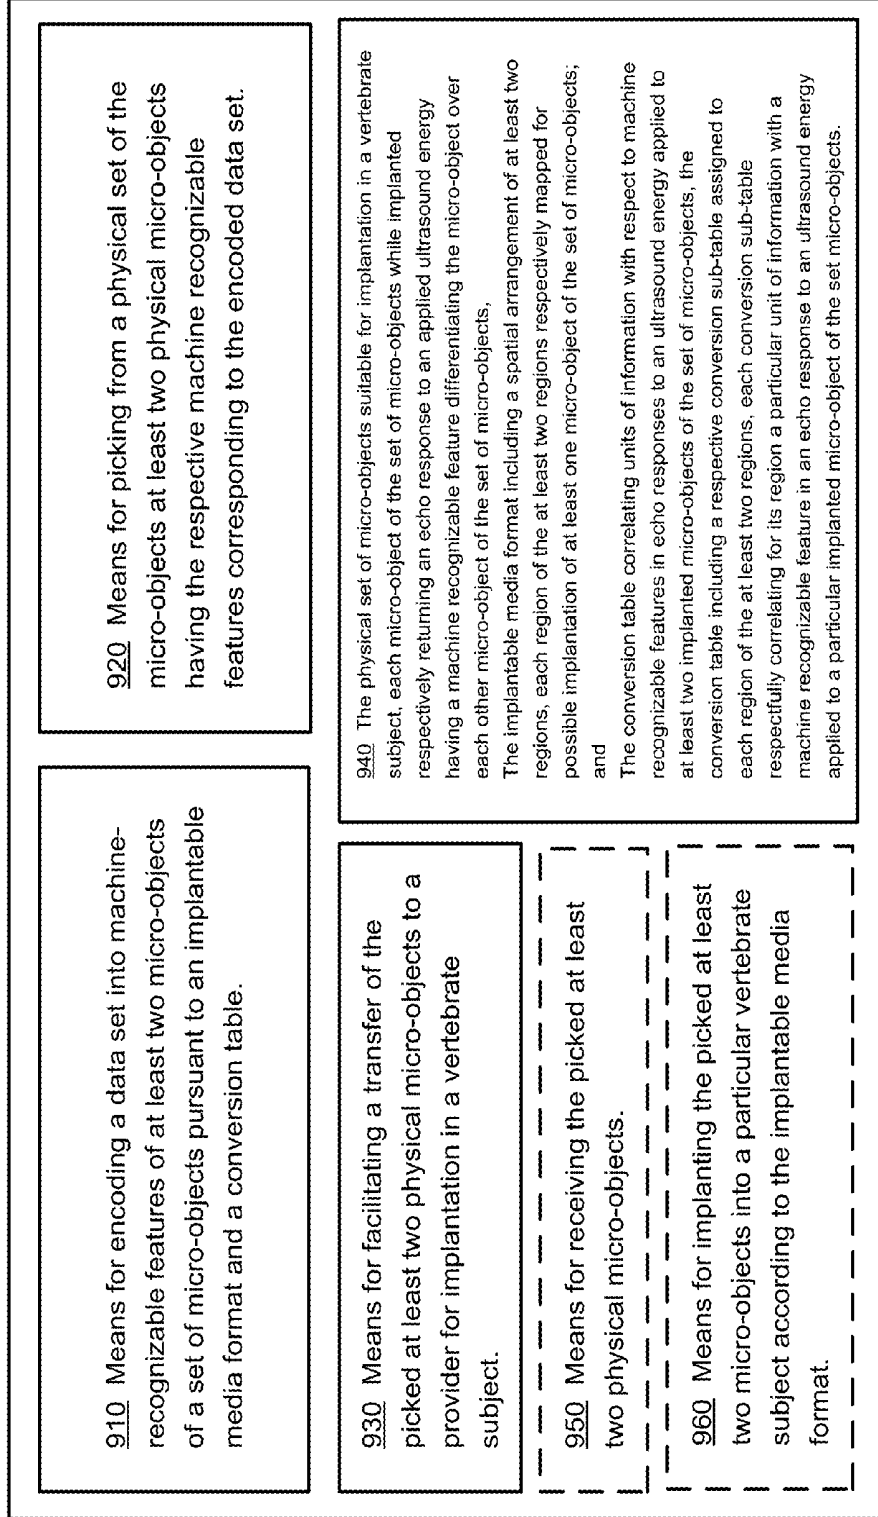 910 Means for encoding a data set into machine-
recognizable features of at least two micro-objects
of a set of micro-objects pursuant to an implantable
media format and a conversion table.
920 Means for picking from a physical set of the
micro-objects at least two physical micro-objects
having the respective machine recognizable
features corresponding to the encoded data set.
930 Means for facilitating a transfer of the
picked at least two physical micro-objects to a
provider for implantation in a vertebrate
subject.
940 The physical set of micro-objects suitable for implantation in a vertebrate
subject, each micro-object of the set of micro-objects while implanted
respectively returning an echo response to an applied ultrasound energy
having a machine recognizable feature differentiating the micro-object over
each other micro-object of the set of micro-objects,
The implantable media format including a spatial arrangement of at least two
regions, each region of the at least two regions respectively mapped for
possible implantation of at least one micro-object of the set of micro-objects;
and
The conversion table correlating units of information with respect to machine
recognizable features in echo responses to an ultrasound energy applied to
at least two implanted micro-objects of the set of micro-objects, the
conversion table including a respective conversion sub-table assigned to
each region of the at least two regions, each conversion sub-table
respectfully correlating for its region a particular unit of information with a
machine recognizable feature in an echo response to an ultrasound energy
applied to a particular implanted micro-object of the set micro-objects.
950 Means for receiving the picked at least
two physical micro-objects.
960 Means for implanting the picked at least
two micro-objects into a particular vertebrate
subject according to the implantable media
format.